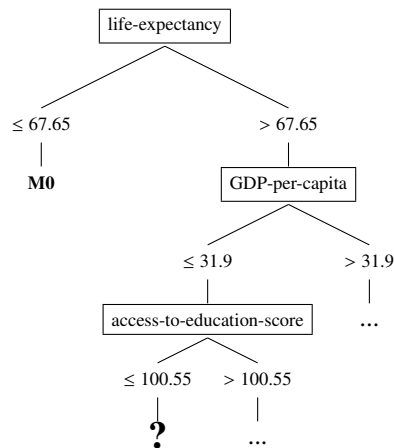 life-expectancy
≤ 67.65 > 67.65
M0 GDP-per-capita
≤ 31.9 > 31.9
access-to-education-score ...
≤ 100.55 > 100.55
? ...